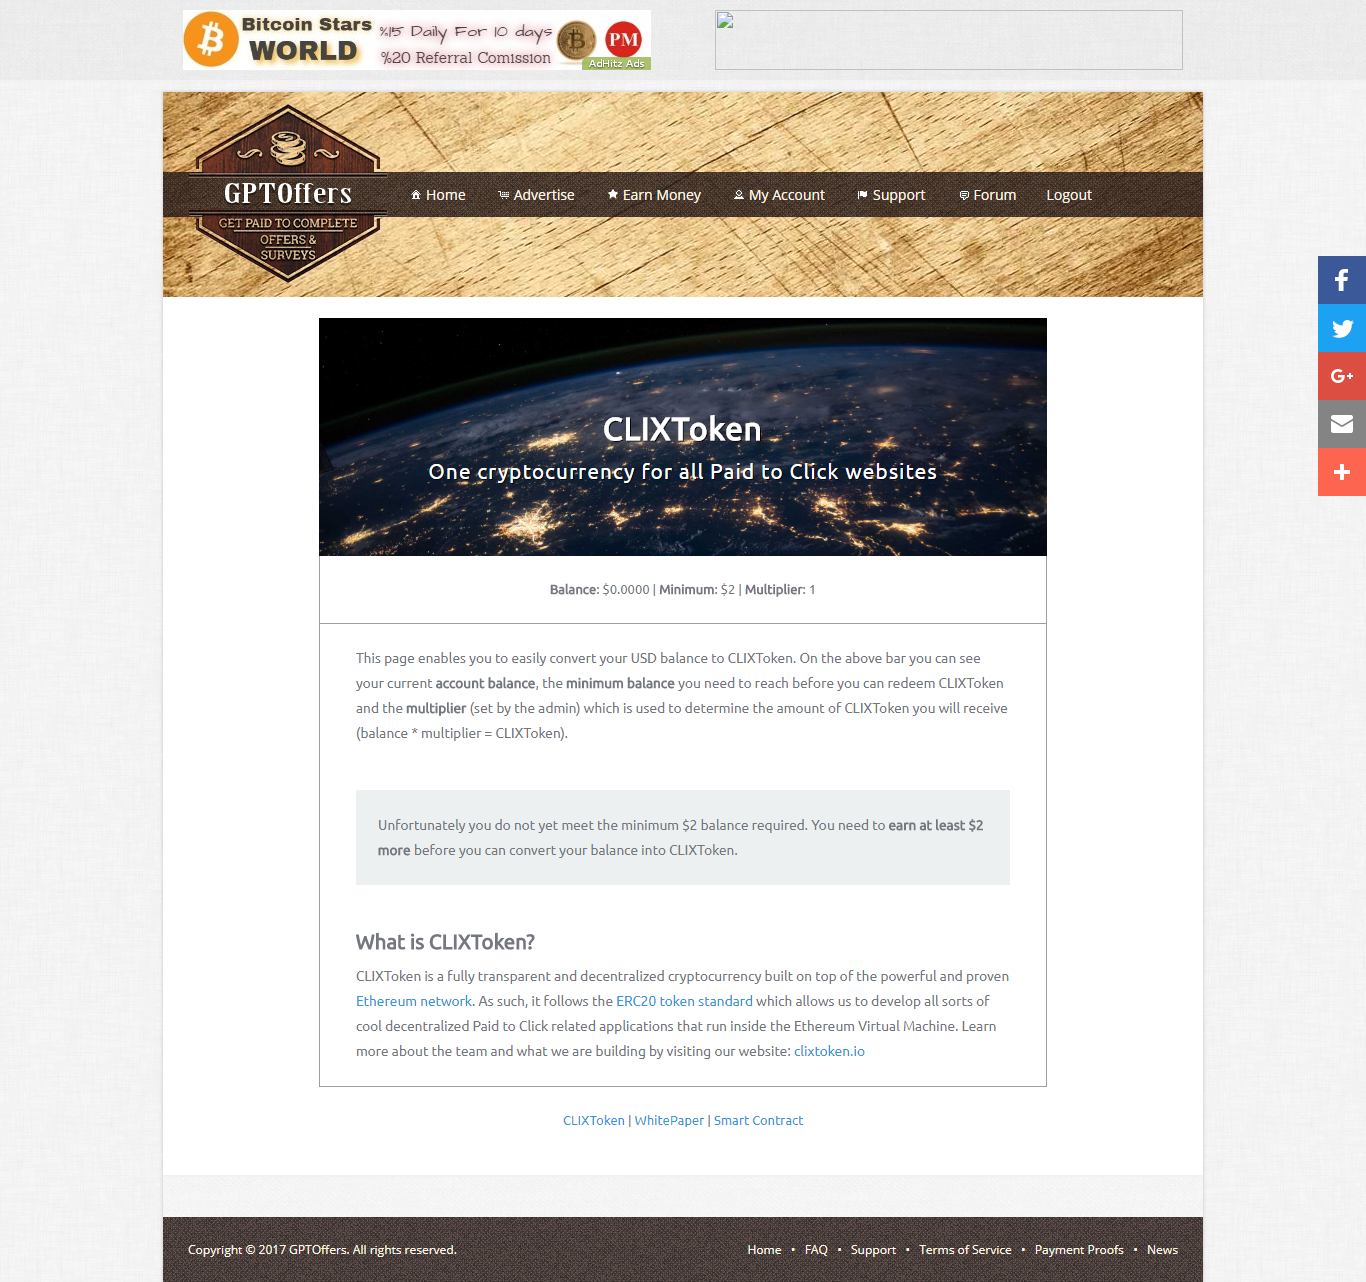 Bitcoin Stars
WORLD
%15 Daily For 10 days
%20 Referral Comission
PM
AdHitz Ads
GPTOffers
GET PAID TO COMPLETE
OFFERS &
SURVEYS
Home Advertise Earn Money My Account Support Forum Logout
CLIXToken
One cryptocurrency for all Paid to Click websites
Balance: $0.0000 | Minimum: $2 | Multiplier: 1
This page enables you to easily convert your USD balance to CLIXToken. On the above bar you can see
your current account balance, the minimum balance you need to reach before you can redeem CLIXToken
and the multiplier (set by the admin) which is used to determine the amount of CLIXToken you will receive
(balance * multiplier = CLIXToken).
Unfortunately you do not yet meet the minimum $2 balance required. You need to earn at least $2
more before you can convert your balance into CLIXToken.
What is CLIXToken?
CLIXToken is a fully transparent and decentralized cryptocurrency built on top of the powerful and proven
Ethereum network. As such, it follows the ERC20 token standard which allows us to develop all sorts of
cool decentralized Paid to Click related applications that run inside the Ethereum Virtual Machine. Learn
more about the team and what we are building by visiting our website: clixtoken.io
CLIXToken | WhitePaper | Smart Contract
Copyright © 2017 GPTOffers. All rights reserved.
Home • FAQ • Support • Terms of Service • Payment Proofs • News